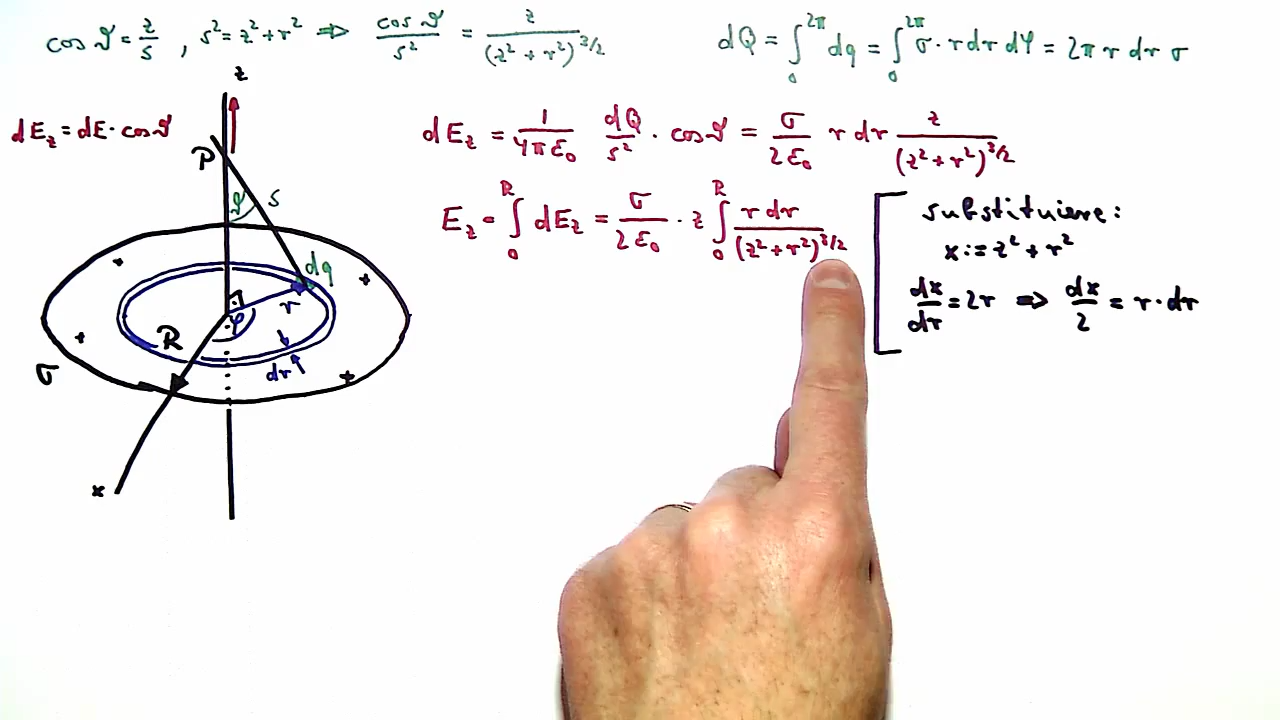 cos ϑ = z/s , s² = z² + r² ⇒ cos ϑ / s² = z / (z² + r²)^3/2
dQ = ∫₀^2π dq = ∫₀^2π σ · r dr dφ = 2π r dr σ
z
dE_z = dE · cos ϑ
dE_z = 1/(4πε₀) dQ/s² · cos ϑ = σ/(2ε₀) r dr z/(z² + r²)^3/2
P
ϑ
s
E_z = ∫₀^R dE_z = σ/(2ε₀) · z ∫₀^R r dr/(z² + r²)^3/2
substituiere:
x := z² + r²
dx/dr = 2r ⇒ dx/2 = r · dr
dq
r
φ
R
dr
σ
x